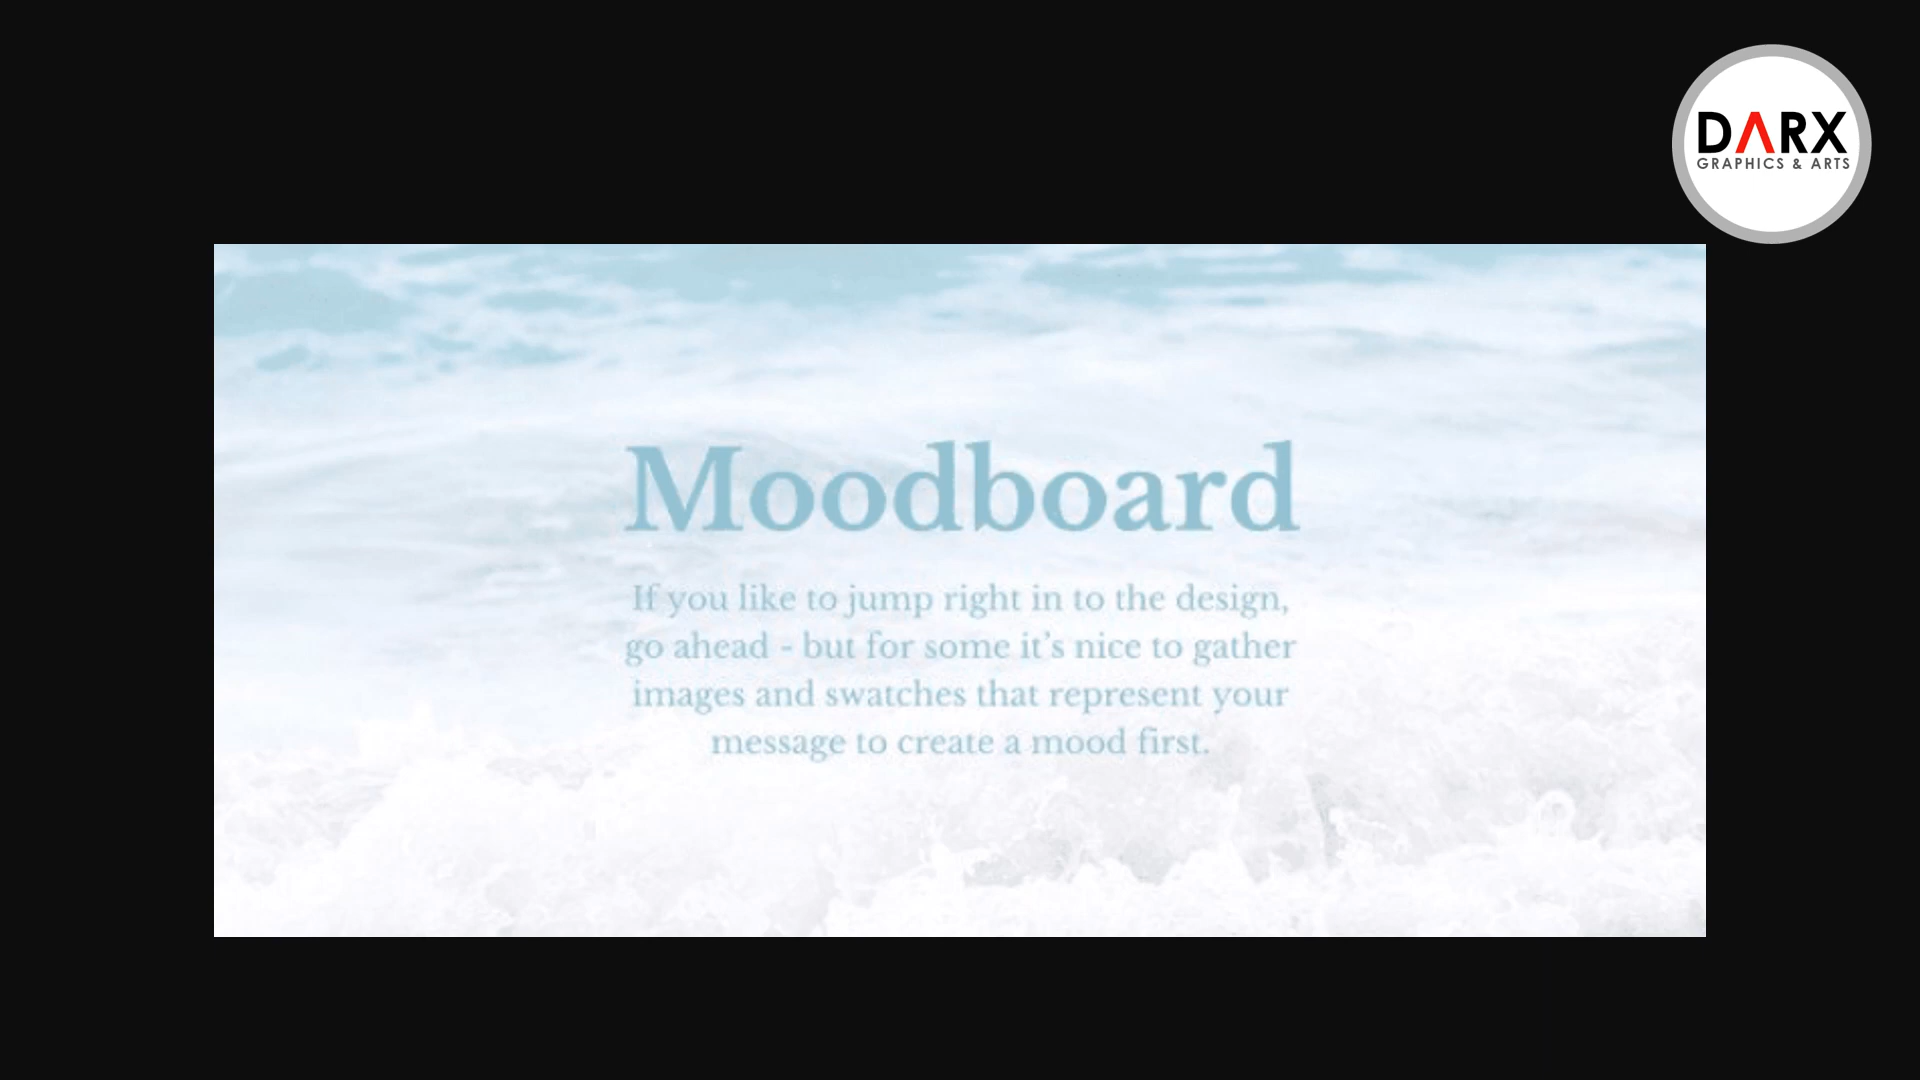 DARX
GRAPHICS & ARTS
Moodboard
If you like to jump right in to the design,
go ahead - but for some it’s nice to gather
images and swatches that represent your
message to create a mood first.